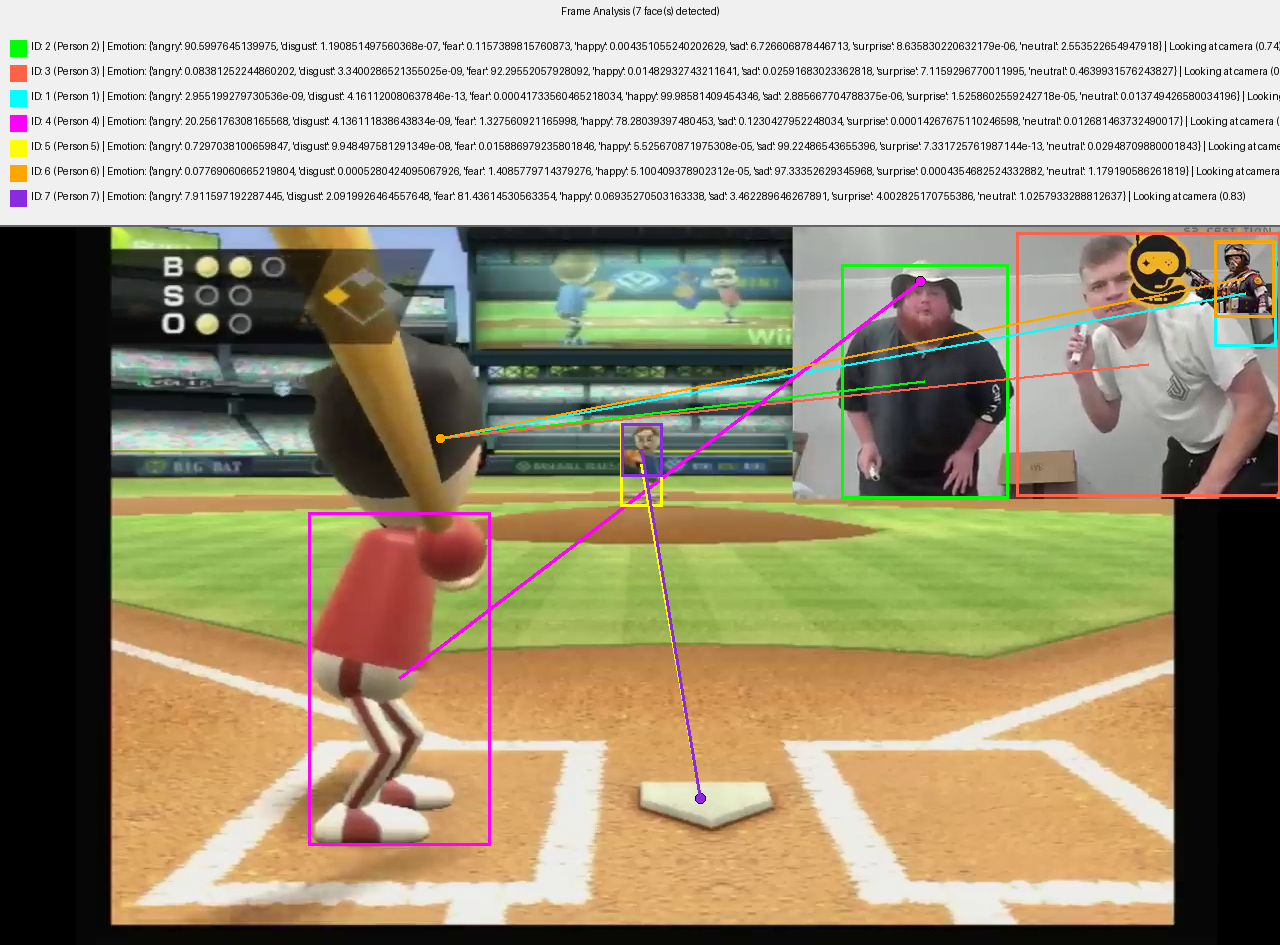 Frame Analysis (7 face(s) detected)
ID: 2 (Person 2) | Emotion: {'angry': 90.5997645139975, 'disgust': 1.190851497560368e-07, 'fear': 0.1157389815760873, 'happy': 0.004351055240202629, 'sad': 6.726606878446713, 'surprise': 8.635830220632179e-06, 'neutral': 2.553522654947918} | Looking at camera (0.74)
ID: 3 (Person 3) | Emotion: {'angry': 0.0838125224860202, 'disgust': 3.3400286521355025e-09, 'fear': 92.29552057928092, 'happy': 0.01482932743211641, 'sad': 0.02591683023362818, 'surprise': 7.1159296770011995, 'neutral': 0.4639931576243827} | Looking at camera (0
ID: 1 (Person 1) | Emotion: {'angry': 2.955199279730536e-09, 'disgust': 4.161120080637846e-13, 'fear': 0.00041733560465218034, 'happy': 99.98581409454346, 'sad': 2.885667704788375e-06, 'surprise': 1.5258602559242718e-05, 'neutral': 0.013749426580034196} | Looking
ID: 4 (Person 4) | Emotion: {'angry': 20.256176308165568, 'disgust': 4.136111838643834e-09, 'fear': 1.327560921165998, 'happy': 78.28039397480453, 'sad': 0.1230427952248034, 'surprise': 0.00014267675110246598, 'neutral': 0.012681463732490017} | Looking at camera (
ID: 5 (Person 5) | Emotion: {'angry': 0.7297038100659847, 'disgust': 9.948497581291349e-08, 'fear': 0.015886979235801846, 'happy': 5.525670871975308e-05, 'sad': 99.22486543655396, 'surprise': 7.331725761987144e-13, 'neutral': 0.02948709880001843} | Looking at came
ID: 6 (Person 6) | Emotion: {'angry': 0.07769060665219804, 'disgust': 0.0005280424095067926, 'fear': 1.4085779714379276, 'happy': 5.100409378902312e-05, 'sad': 97.3335262934596​8, 'surprise': 0.0004354682524332882, 'neutral': 1.179190586261819} | Looking at camera
ID: 7 (Person 7) | Emotion: {'angry': 7.911597192287445, 'disgust': 2.0919926464557648, 'fear': 81.43614530563354, 'happy': 0.06935270503163338, 'sad': 3.462289646267891, 'surprise': 4.002825170755386, 'neutral': 1.0257933288812637} | Looking at camera (0.83)
B
S
O
Wii
BIG BAT